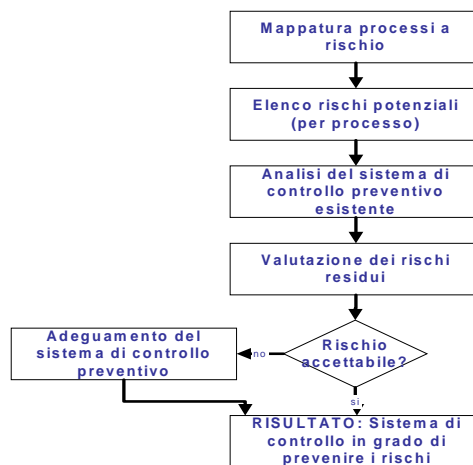 Mappatura processi a
rischio
Elenco rischi potenziali
(per processo)
Analisi del sistema di
controllo preventivo
esistente
Valutazione dei rischi
residui
Rischio
accettabile?
no
Adeguamento del
sistema di controllo
preventivo
si,
RISULTATO: Sistema di
controllo in grado di
prevenire i rischi